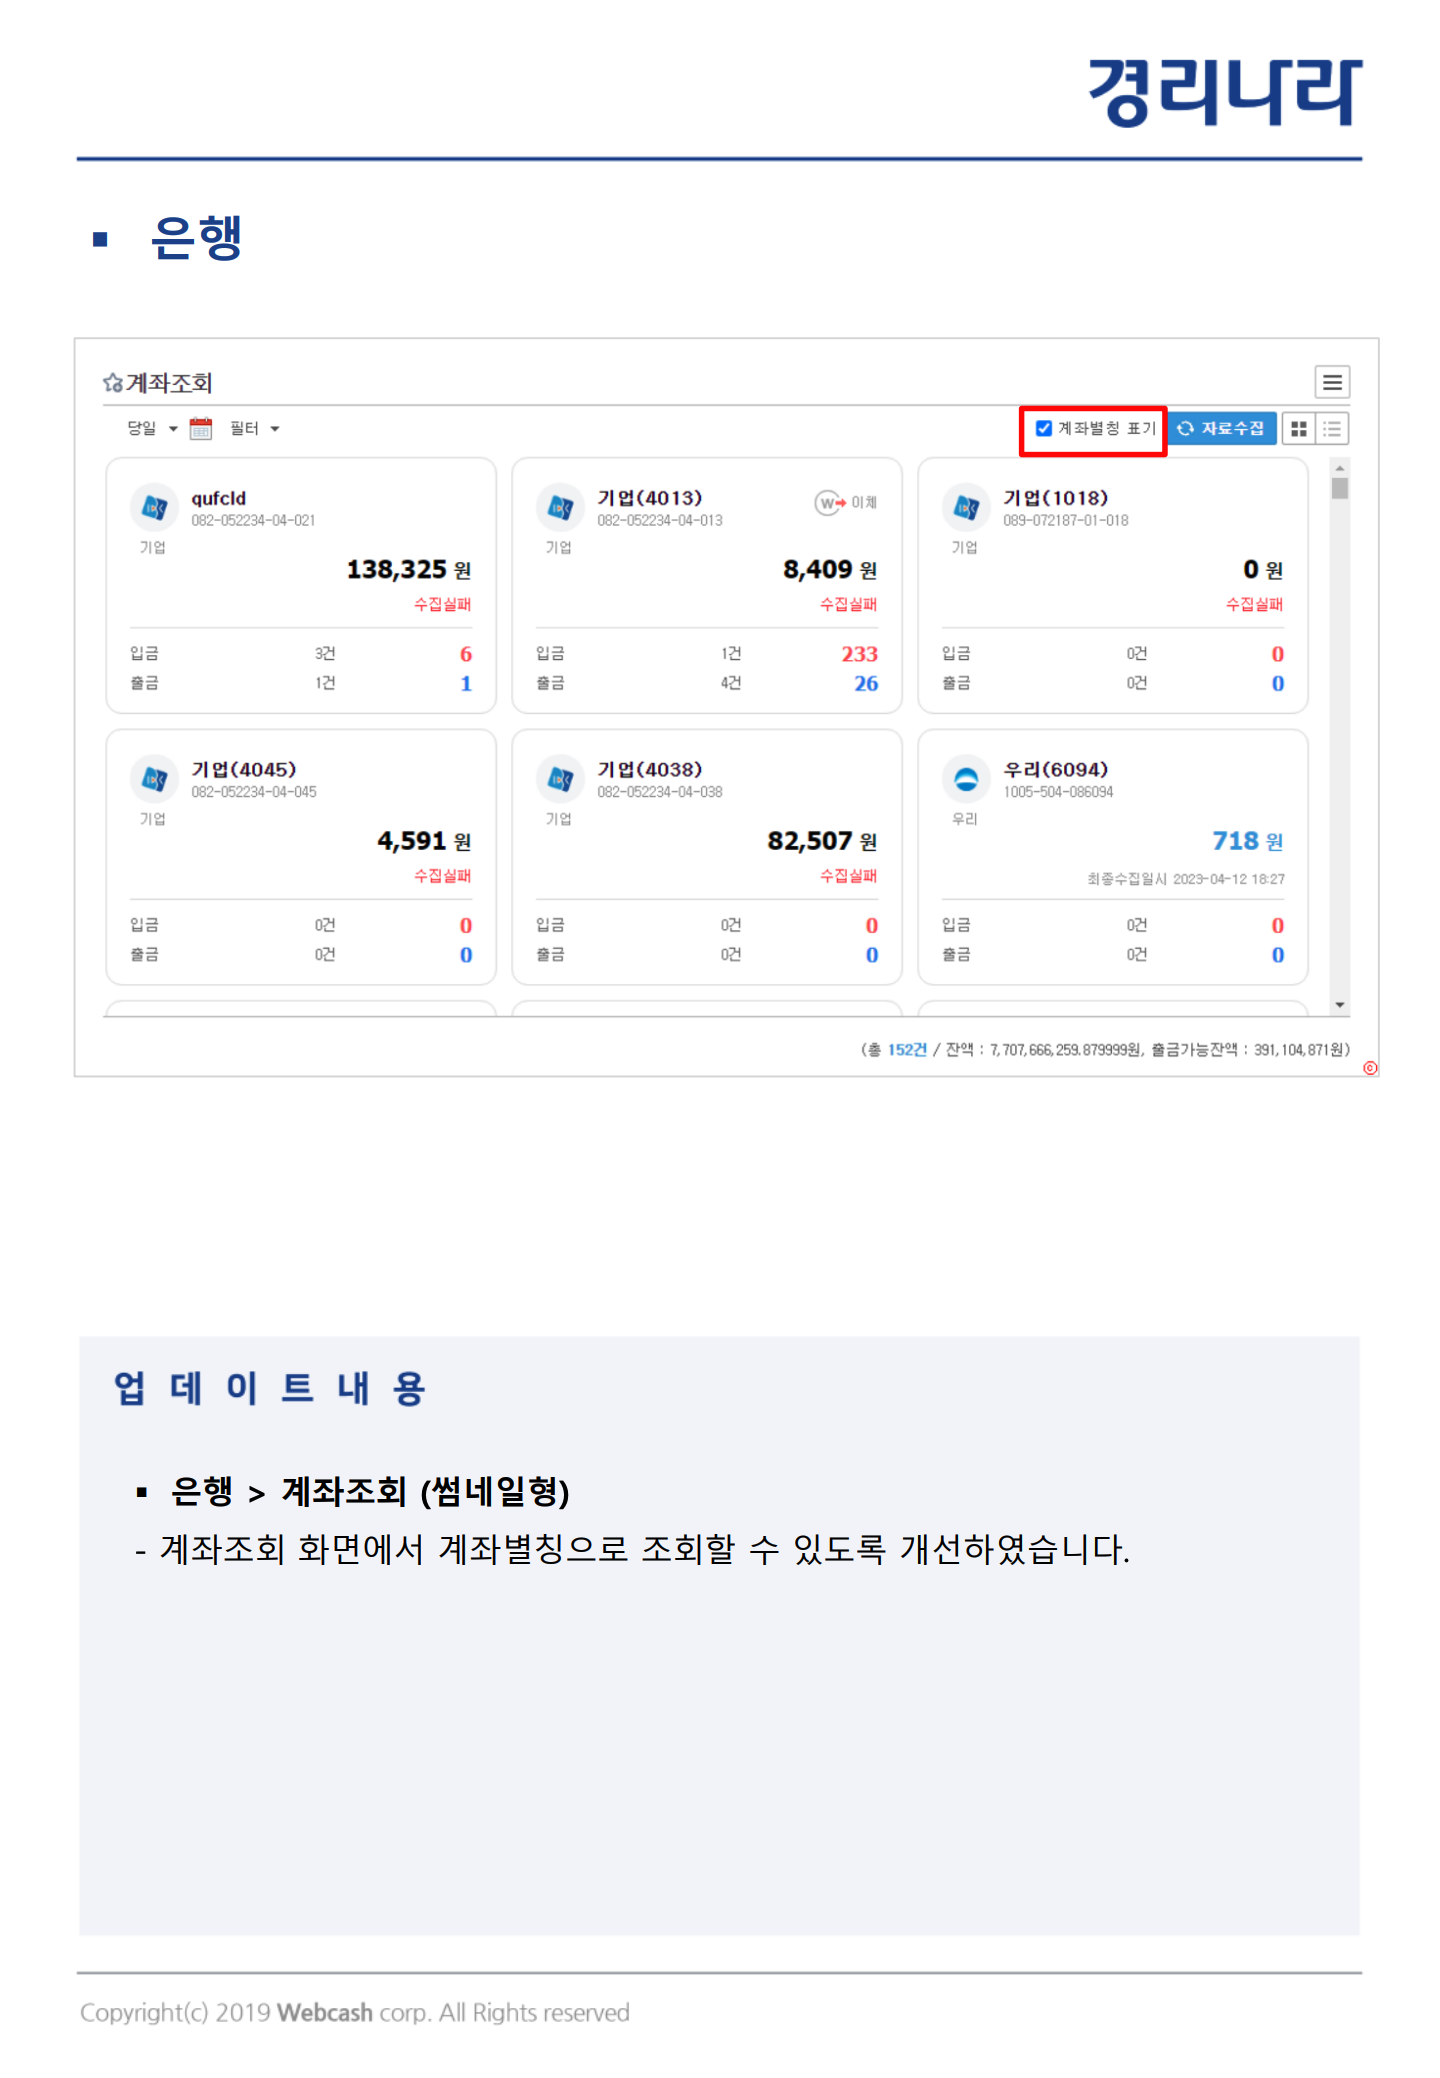 경리나라
▪ 은행
계좌조회
당일 필터 계좌별칭 표기 자료수집
qufcld
082-052234-04-021
기업
138,325 원
수집실패
입금 3건 6
출금 1건 1
기업(4013) 이체
082-052234-04-013
기업
8,409 원
수집실패
입금 1건 233
출금 4건 26
기업(1018)
089-072187-01-018
기업
0 원
수집실패
입금 0건 0
출금 0건 0
기업(4045)
082-052234-04-045
기업
4,591 원
수집실패
입금 0건 0
출금 0건 0
기업(4038)
082-052234-04-038
기업
82,507 원
수집실패
입금 0건 0
출금 0건 0
우리(6094)
1005-504-086094
우리
718 원
최종수집일시 2023-04-12 18:27
입금 0건 0
출금 0건 0
(총 152건 / 잔액 : 7,707,666,259.879999원, 출금가능잔액 : 391,104,871원)
업 데 이 트 내 용
▪ 은행 > 계좌조회 (썸네일형)
- 계좌조회 화면에서 계좌별칭으로 조회할 수 있도록 개선하였습니다.
Copyright(c) 2019 Webcash corp. All Rights reserved